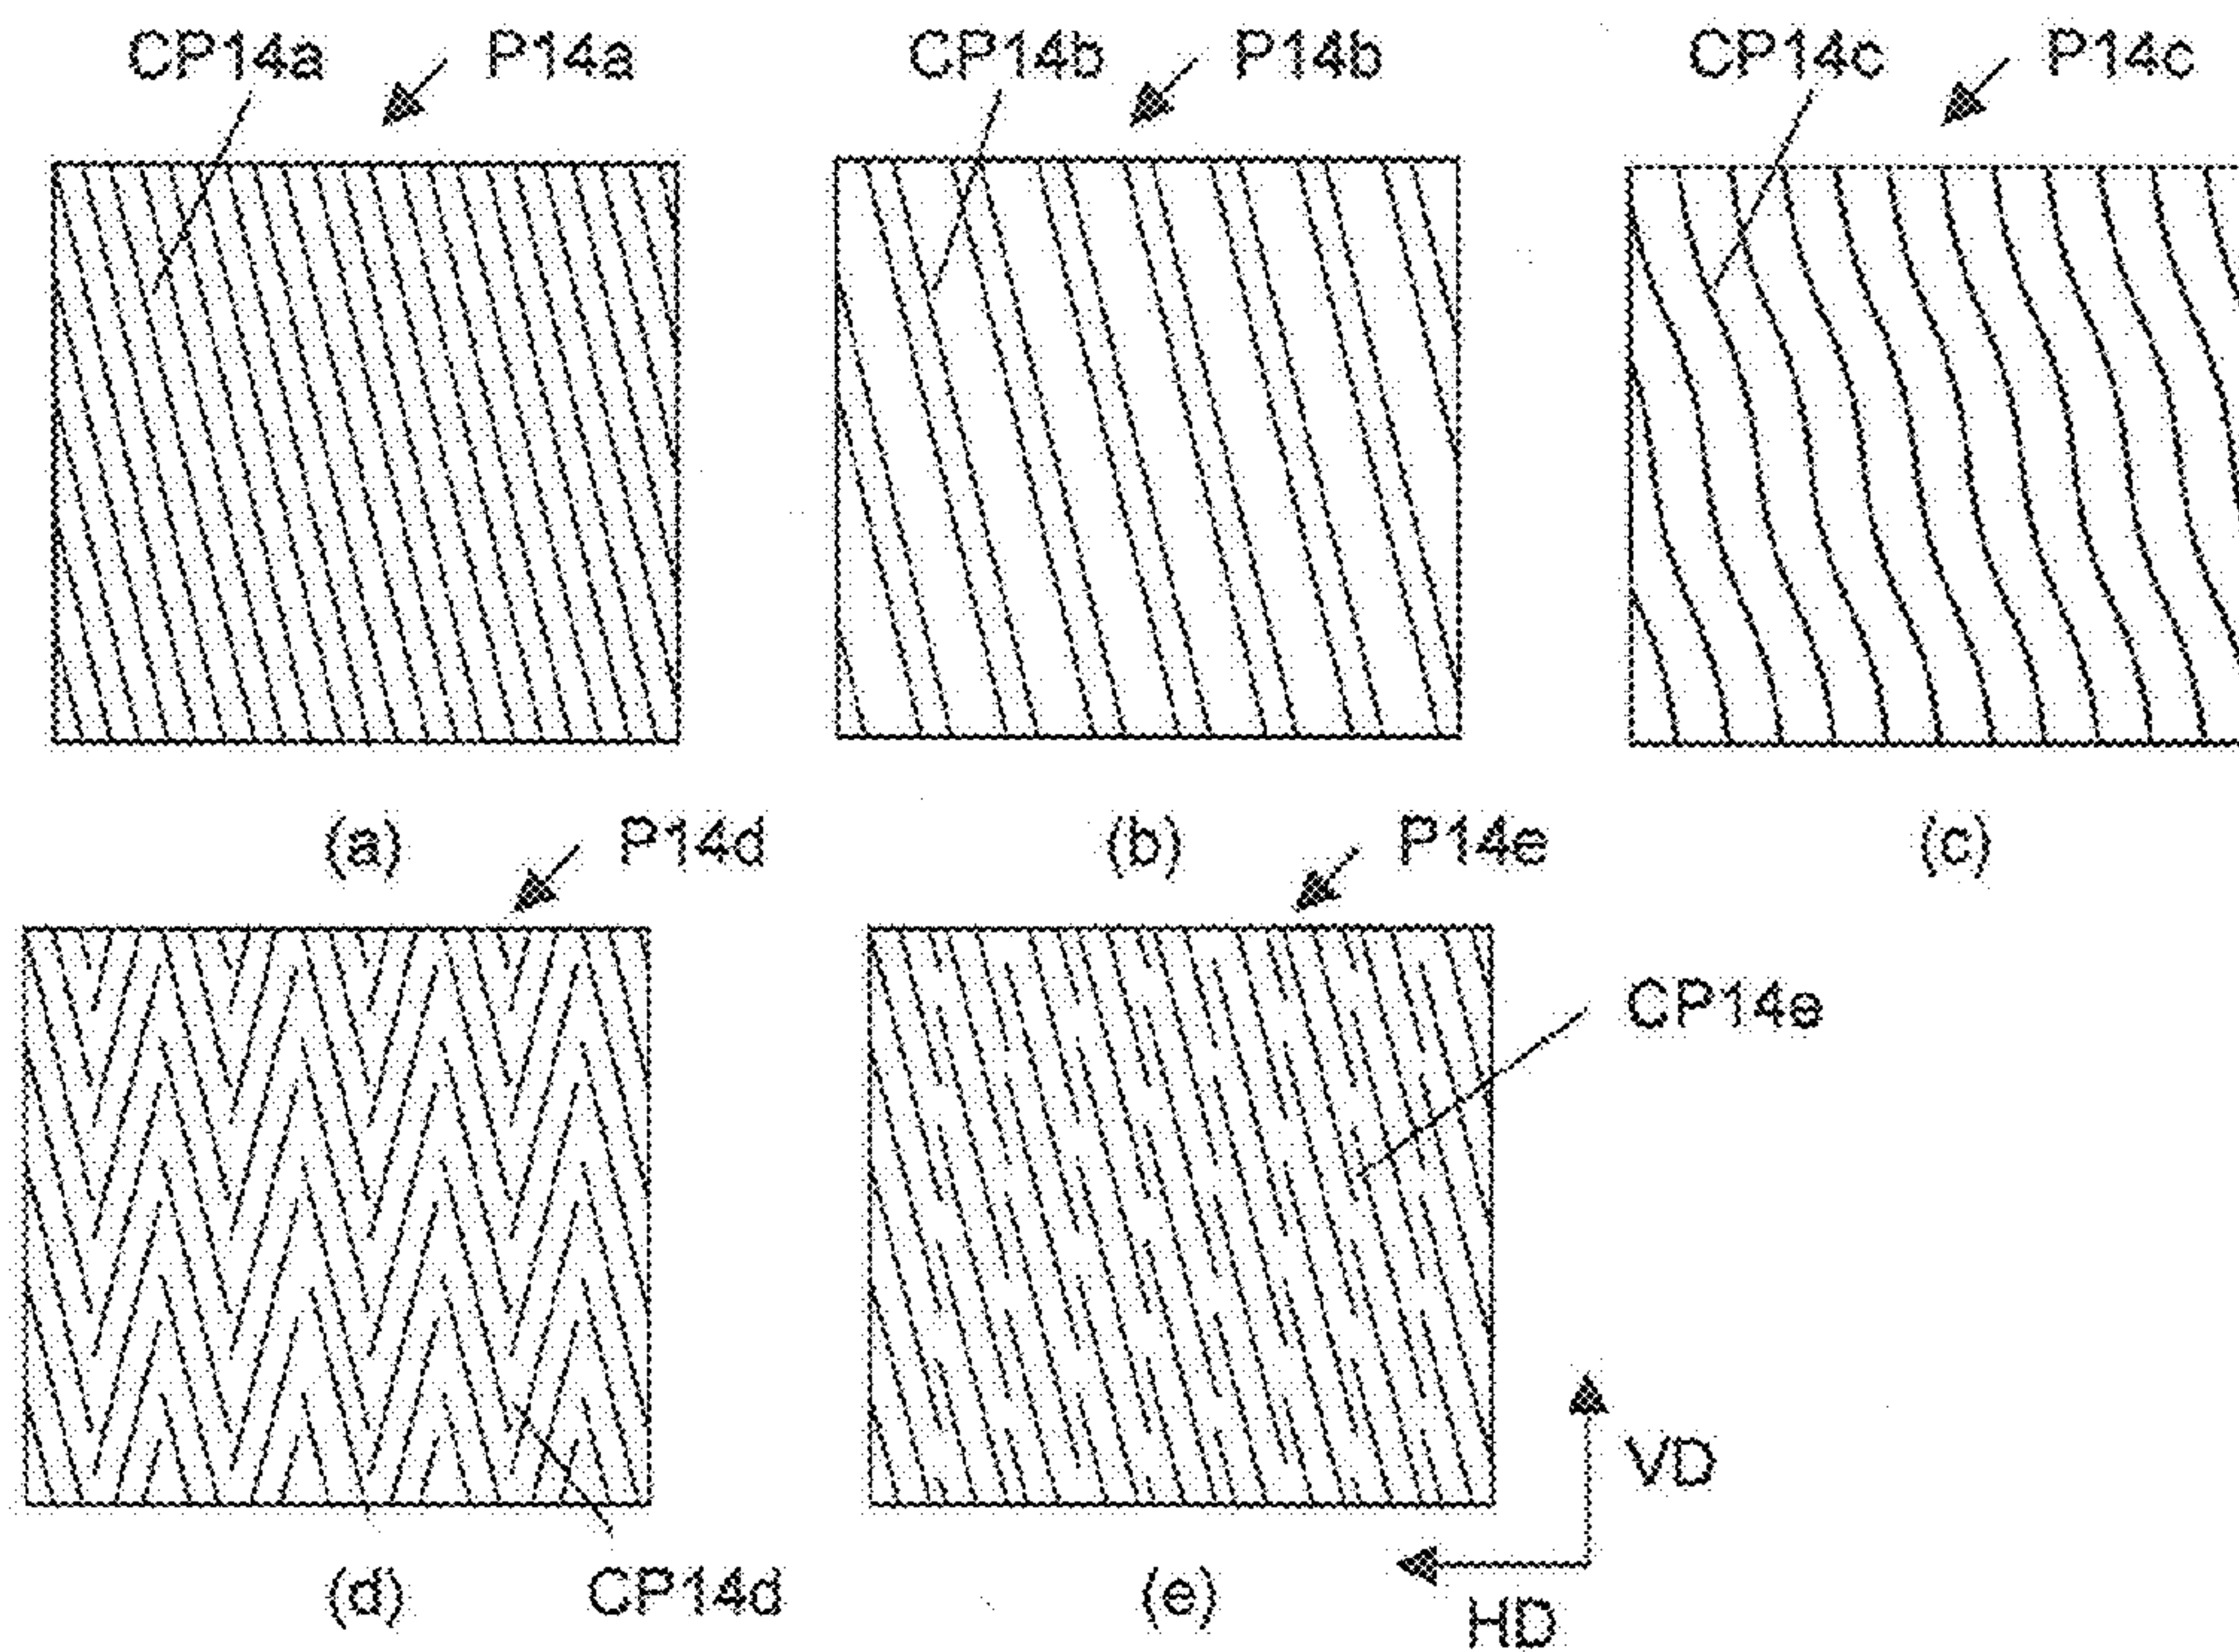 CP14a P14a CP14b P14b CP14c P14c
(a) (b) (c)
P14d P14e
CP14e
VD
HD
(d) CP14d (e)